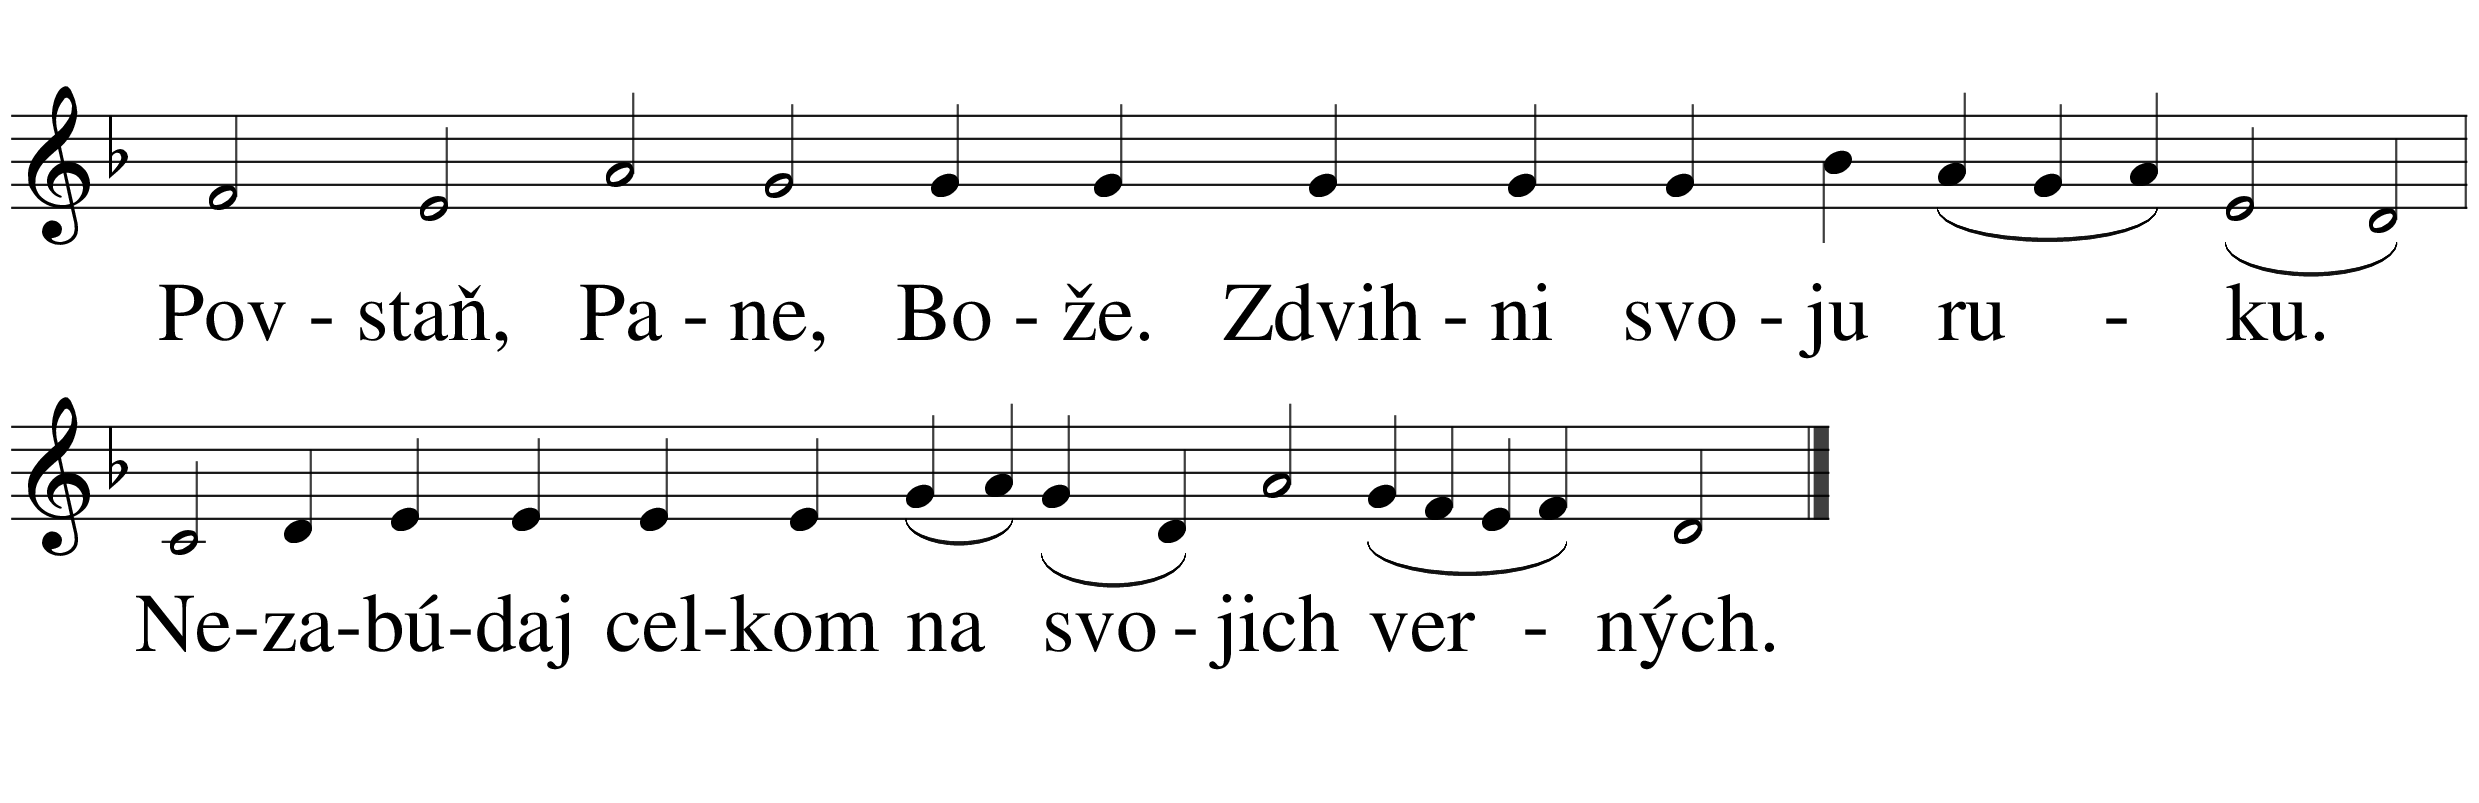 Pov - staň, Pa - ne, Bo - že. Zdvih - ni svo - ju ru - ku.
Ne-za-bú-daj cel-kom na svo - jich ver - ných.